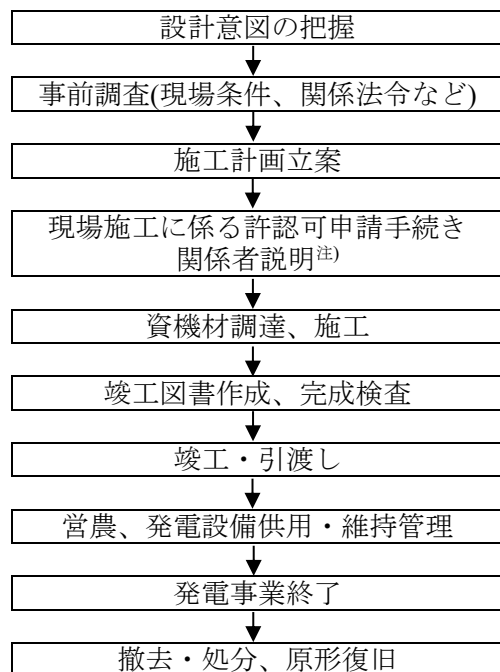 設計意図の把握
事前調査(現場条件、関係法令など)
施工計画立案
現場施工に係る許認可申請手続き
関係者説明注)
資機材調達、施工
竣工図書作成、完成検査
竣工・引渡し
営農、発電設備供用・維持管理
発電事業終了
撤去・処分、原形復旧